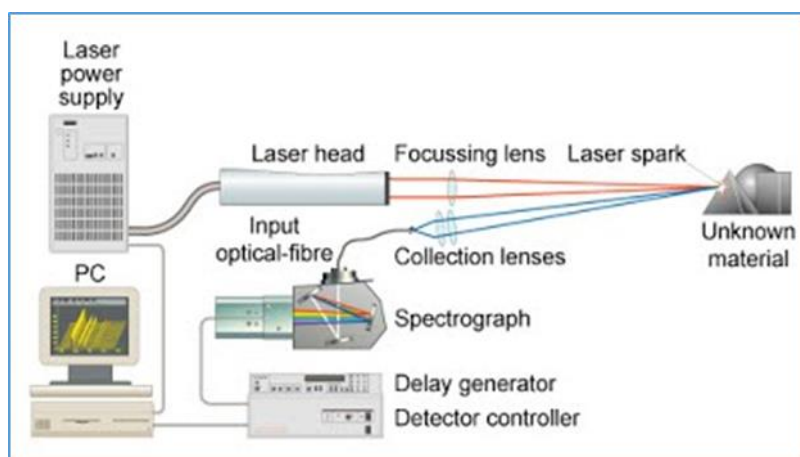 Laser
power
supply
Laser head
Focussing lens
Laser spark
Input
optical-fibre
Collection lenses
Unknown
material
PC
Spectrograph
Delay generator
Detector controller